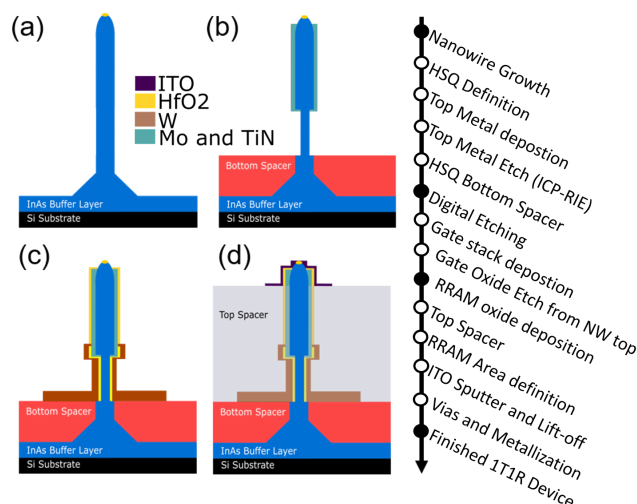 (a)
ITO
HfO2
W
Mo and TiN
InAs Buffer Layer
Si Substrate
(b)
Bottom Spacer
InAs Buffer Layer
Si Substrate
(c)
Bottom Spacer
InAs Buffer Layer
Si Substrate
(d)
Top Spacer
Bottom Spacer
InAs Buffer Layer
Si Substrate
Nanowire Growth
HSQ Definition
Top Metal depostion
Top Metal Etch (ICP-RIE)
HSQ Bottom Spacer
Digital Etching
Gate stack depostion
Gate Oxide Etch from NW top
RRAM oxide deposition
Top Spacer
RRAM Area definition
ITO Sputter and Lift-off
Vias and Metallization
Finished 1T1R Device